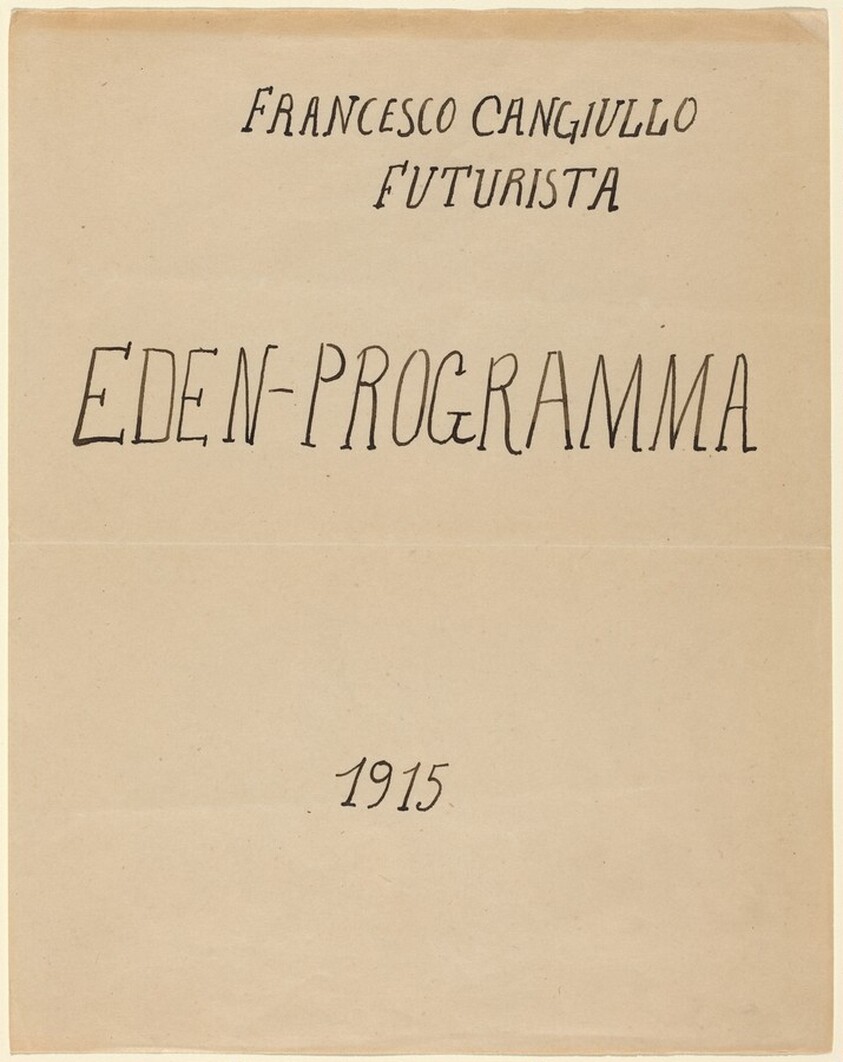 FRANCESCO CANGIULLO
FUTURISTA
EDEN-PROGRAMMA
1915